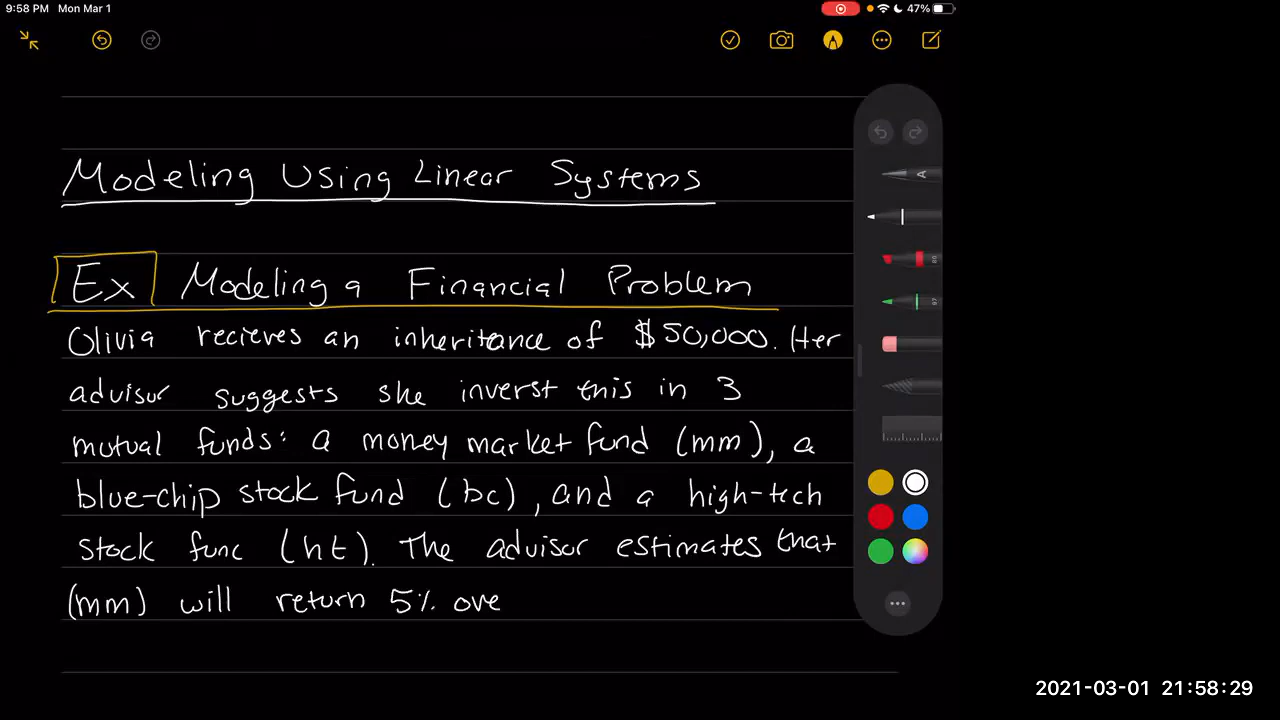 9:58 PM Mon Mar 1
47%
Modeling Using Linear Systems
Ex Modeling a Financial Problem
Olivia recieves an inheritance of $50,000. Her
advisor suggests she inverst this in 3
mutual funds: a money market fund (mm), a
blue-chip stock fund (bc), and a high-tech
stock func (ht). The advisor estimates that
(mm) will return 5% ove
A
80
97
2021-03-01 21:58:29